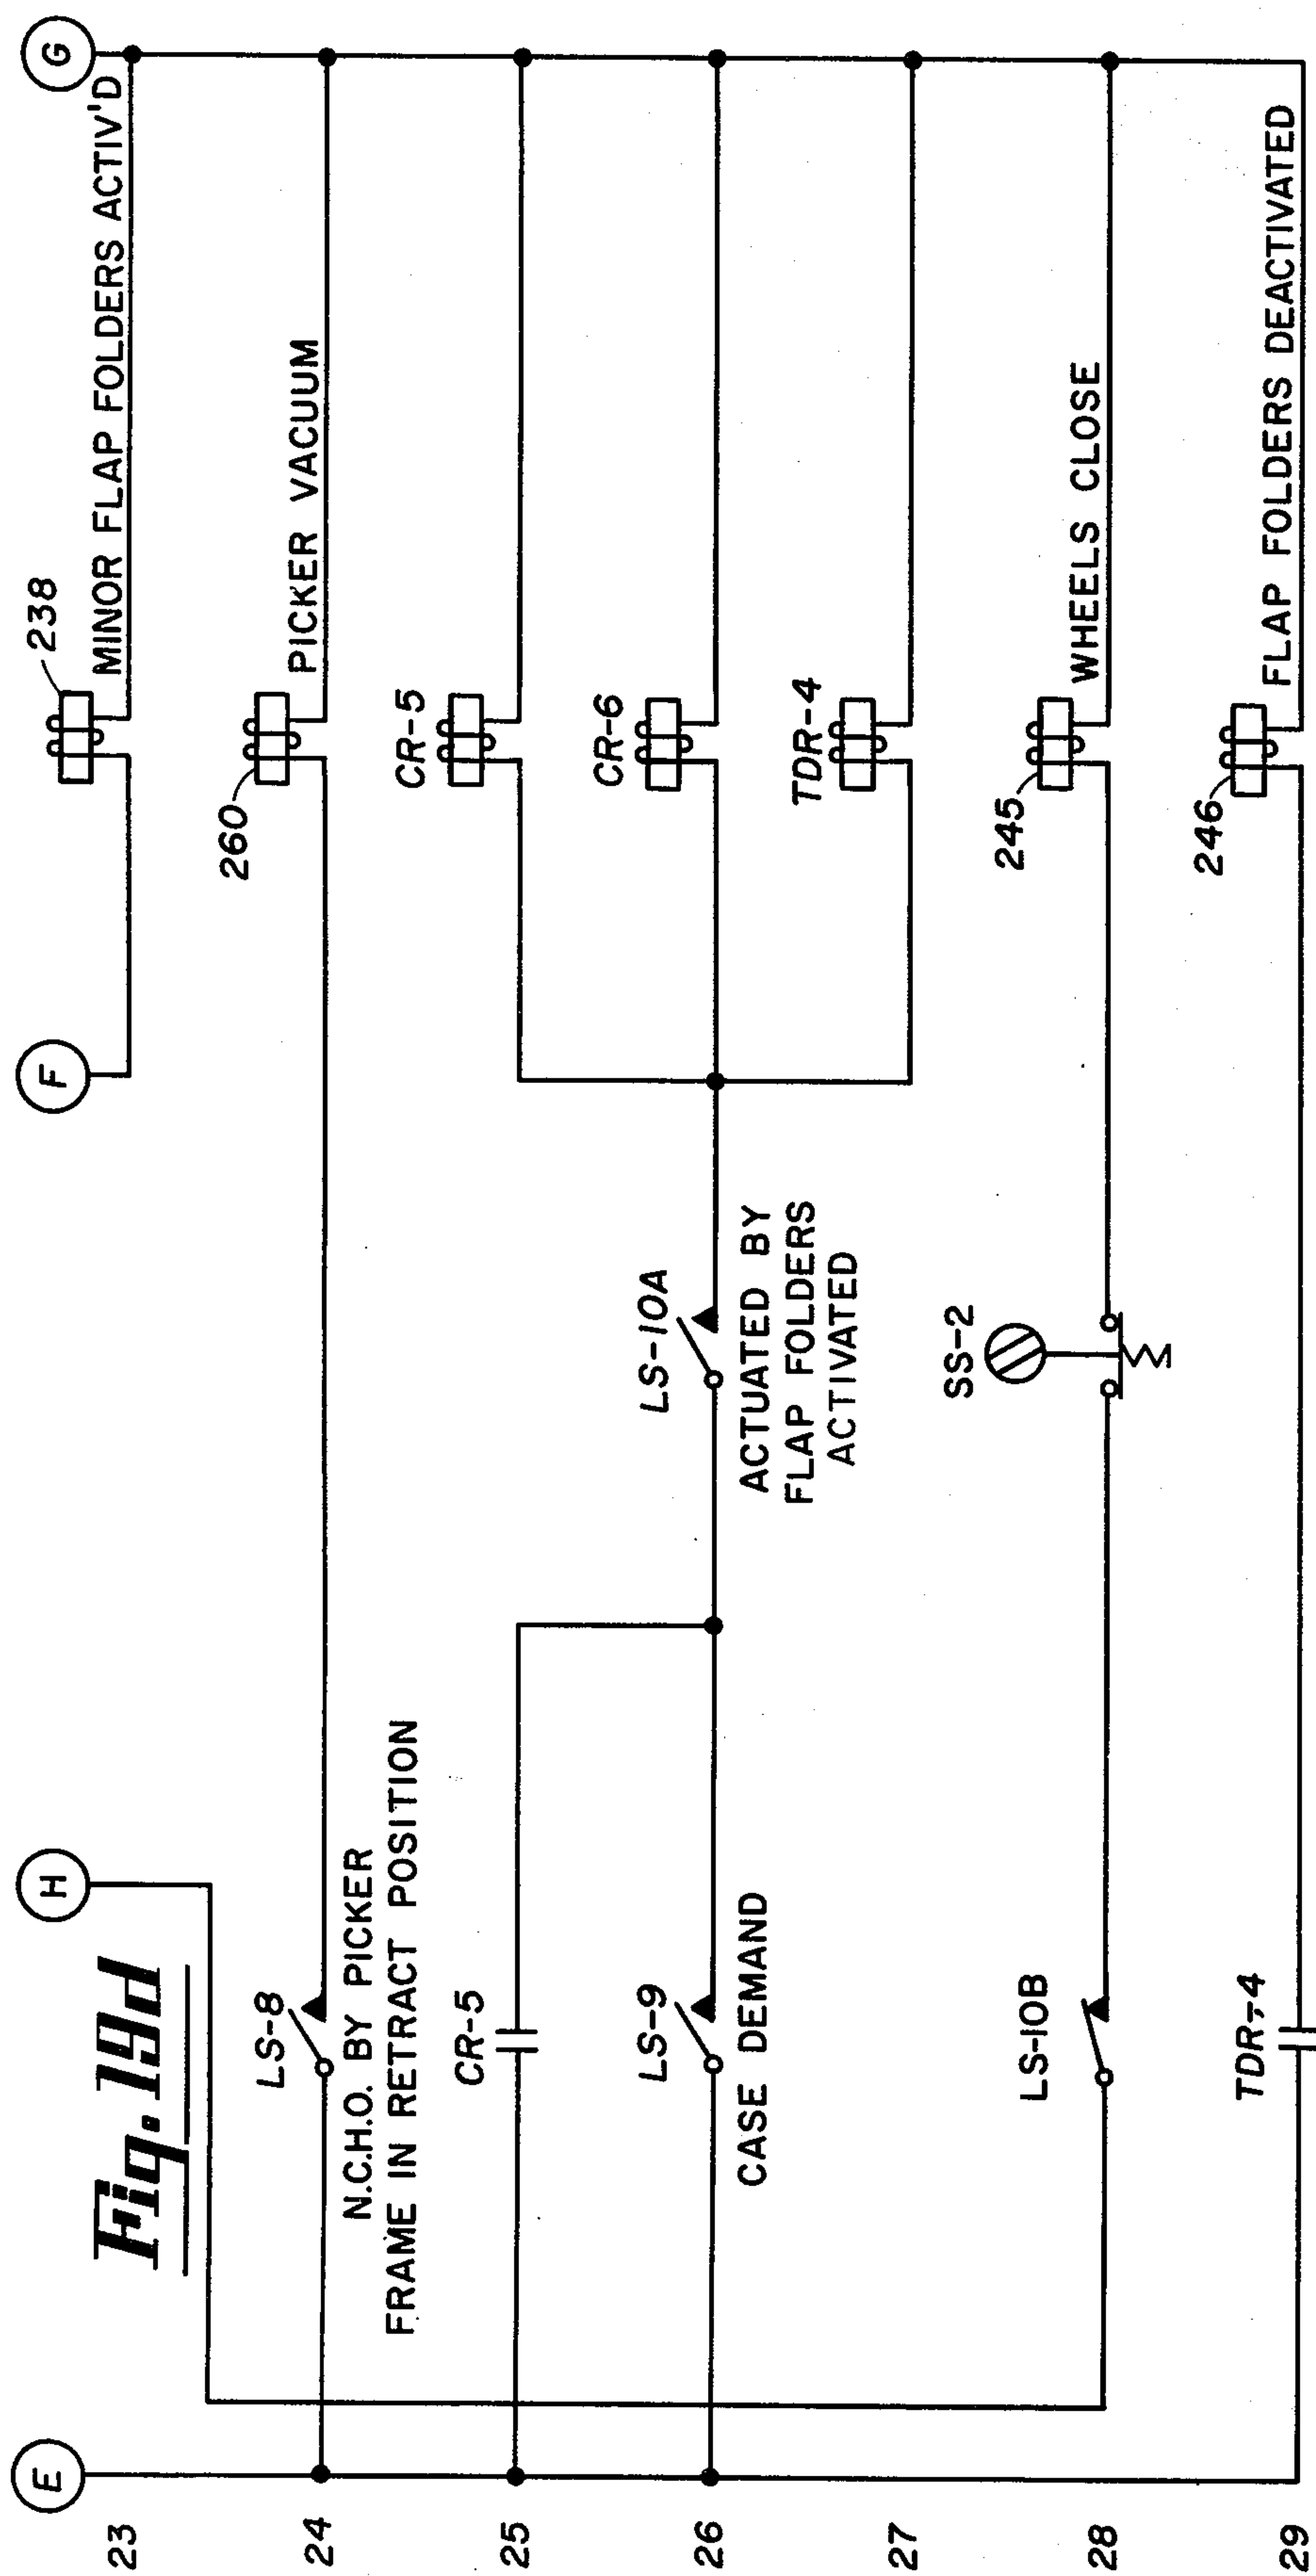 Fig. 19d
E
H
F
G
23
238
MINOR FLAP FOLDERS ACTIV'D
24
LS-8
N.C.H.O. BY PICKER
FRAME IN RETRACT POSITION
260
PICKER VACUUM
25
CR-5
CR-5
26
LS-9
CASE DEMAND
LS-10A
ACTUATED BY
FLAP FOLDERS
ACTIVATED
CR-6
27
TDR-4
28
LS-10B
SS-2
245
WHEELS CLOSE
29
TDR-4
246
FLAP FOLDERS DEACTIVATED